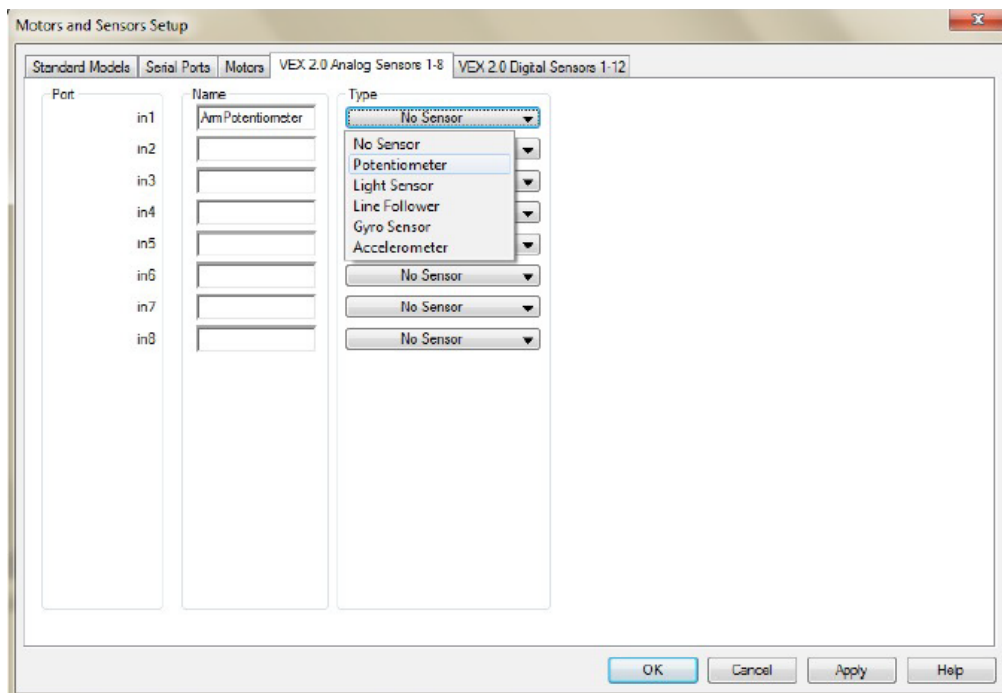 Motors and Sensors Setup
Standard Models Serial Ports Motors VEX 2.0 Analog Sensors 1-8 VEX 2.0 Digital Sensors 1-12
Port Name Type
in1 ArmPotentiometer No Sensor
in2
in3
in4
in5
No Sensor
Potentiometer
Light Sensor
Line Follower
Gyro Sensor
Accelerometer
in6 No Sensor
in7 No Sensor
in8 No Sensor
OK Cancel Apply Help